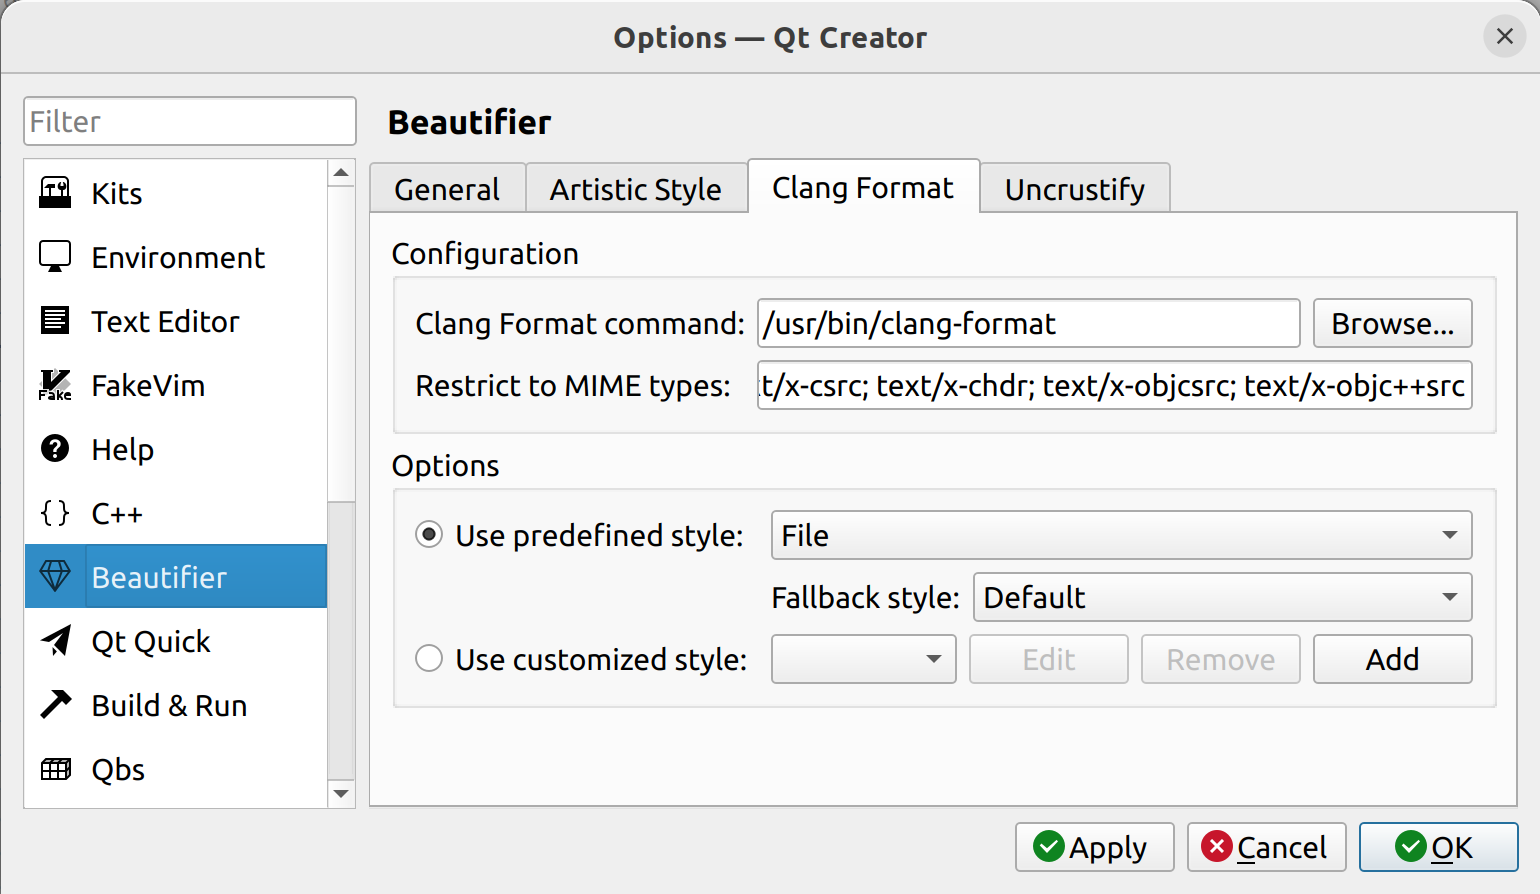 Options — Qt Creator
Filter
Kits
Environment
Text Editor
FakeVim
Help
C++
Beautifier
Qt Quick
Build & Run
Qbs
Beautifier
General
Artistic Style
Clang Format
Uncrustify
Configuration
Clang Format command: /usr/bin/clang-format Browse...
Restrict to MIME types: t/x-csrc; text/x-chdr; text/x-objcsrc; text/x-objc++src
Options
Use predefined style: File
Fallback style: Default
Use customized style: Edit Remove Add
Apply Cancel OK